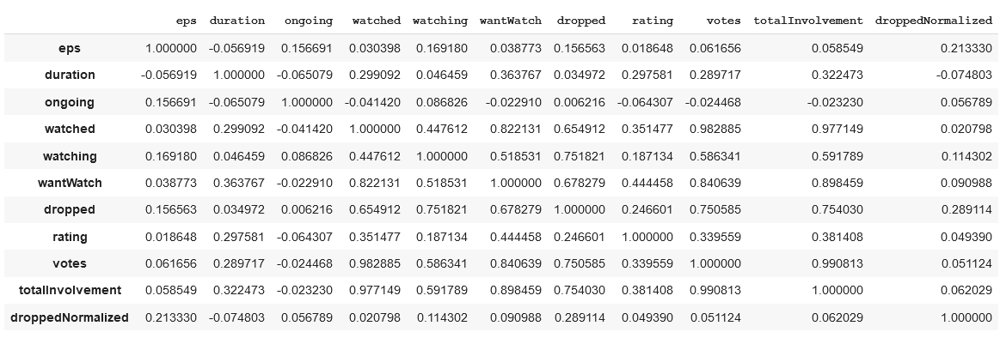 eps duration ongoing watched watching wantWatch dropped rating votes totalInvolvement droppedNormalized
eps 1.000000 -0.056919 0.156691 0.030398 0.169180 0.038773 0.156563 0.018648 0.061656 0.058549 0.213330
duration -0.056919 1.000000 -0.065079 0.299092 0.046459 0.363767 0.034972 0.297581 0.289717 0.322473 -0.074803
ongoing 0.156691 -0.065079 1.000000 -0.041420 0.086826 -0.022910 0.006216 -0.064307 -0.024468 -0.023230 0.056789
watched 0.030398 0.299092 -0.041420 1.000000 0.447612 0.822131 0.654912 0.351477 0.982885 0.977149 0.020798
watching 0.169180 0.046459 0.086826 0.447612 1.000000 0.518531 0.751821 0.187134 0.586341 0.591789 0.114302
wantWatch 0.038773 0.363767 -0.022910 0.822131 0.518531 1.000000 0.678279 0.444458 0.840639 0.898459 0.090988
dropped 0.156563 0.034972 0.006216 0.654912 0.751821 0.678279 1.000000 0.246601 0.750585 0.754030 0.289114
rating 0.018648 0.297581 -0.064307 0.351477 0.187134 0.444458 0.246601 1.000000 0.339559 0.381408 0.049390
votes 0.061656 0.289717 -0.024468 0.982885 0.586341 0.840639 0.750585 0.339559 1.000000 0.990813 0.051124
totalInvolvement 0.058549 0.322473 -0.023230 0.977149 0.591789 0.898459 0.754030 0.381408 0.990813 1.000000 0.062029
droppedNormalized 0.213330 -0.074803 0.056789 0.020798 0.114302 0.090988 0.289114 0.049390 0.051124 0.062029 1.000000